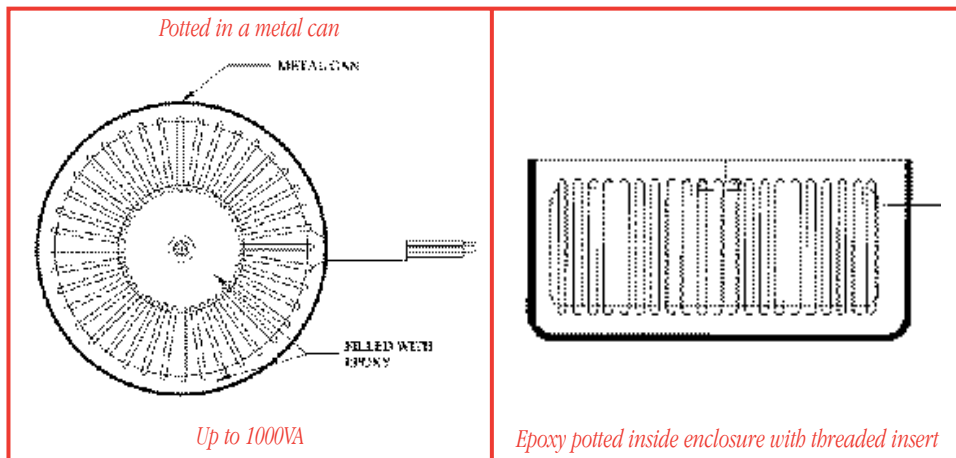 Potted in a metal can
METAL CAN
FILLED WITH
EPOXY
Up to 1000VA
Epoxy potted inside enclosure with threaded insert